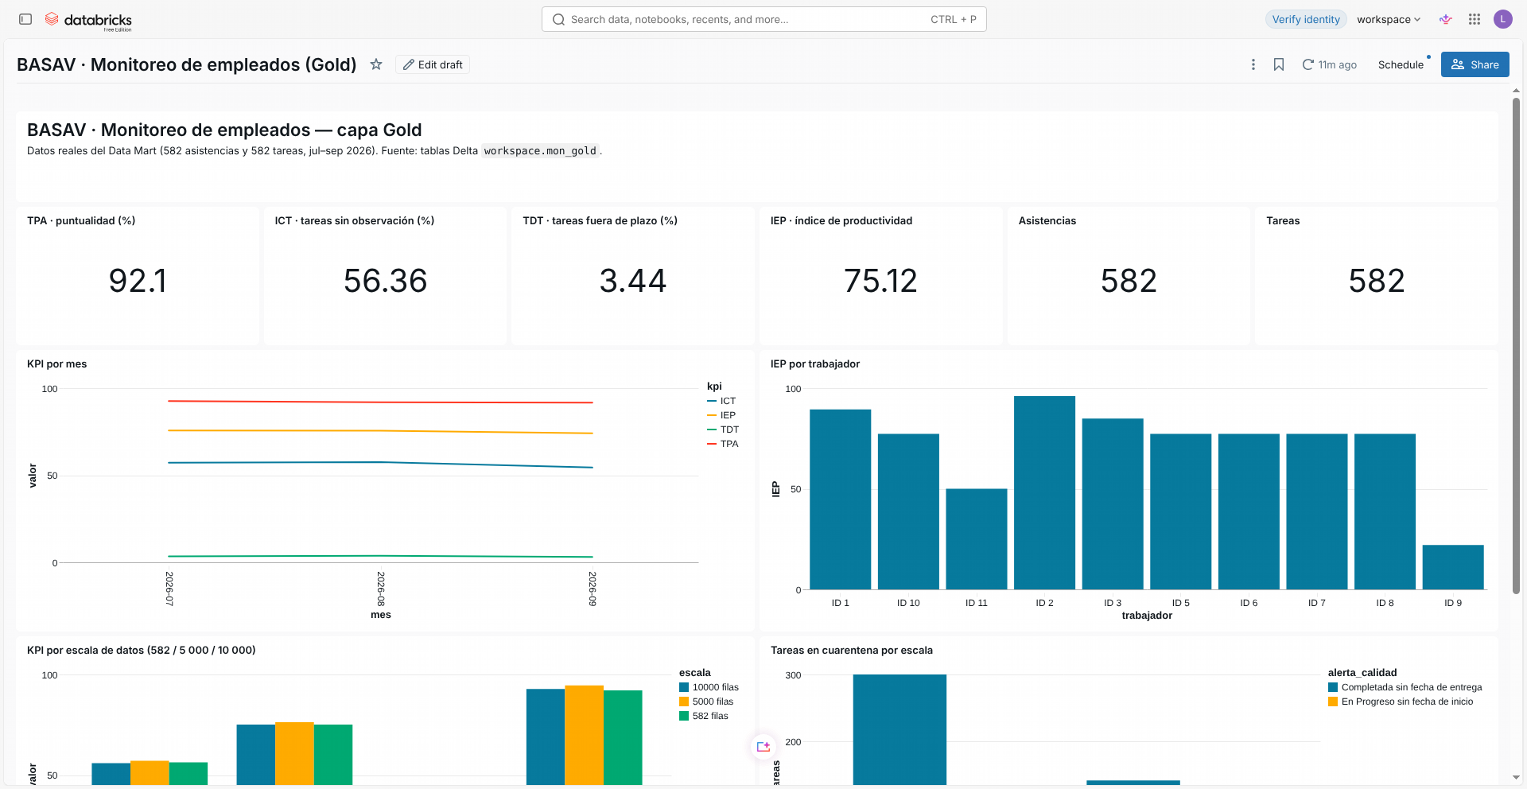 databricks
Free Edition
Search data, notebooks, recents, and more...
CTRL + P
Verify identity
workspace
L
BASAV · Monitoreo de empleados (Gold)
Edit draft
11m ago
Schedule
Share
BASAV · Monitoreo de empleados — capa Gold
Datos reales del Data Mart (582 asistencias y 582 tareas, jul–sep 2026). Fuente: tablas Delta workspace.mon_gold.
TPA · puntualidad (%)
92.1
ICT · tareas sin observación (%)
56.36
TDT · tareas fuera de plazo (%)
3.44
IEP · índice de productividad
75.12
Asistencias
582
Tareas
582
KPI por mes
100
50
0
valor
2026-07
2026-08
2026-09
mes
kpi
ICT
IEP
TDT
TPA
IEP por trabajador
100
50
0
IEP
ID 1
ID 10
ID 11
ID 2
ID 3
ID 5
ID 6
ID 7
ID 8
ID 9
trabajador
KPI por escala de datos (582 / 5 000 / 10 000)
100
50
valor
escala
10000 filas
5000 filas
582 filas
Tareas en cuarentena por escala
300
200
areas
alerta_calidad
Completada sin fecha de entrega
En Progreso sin fecha de inicio